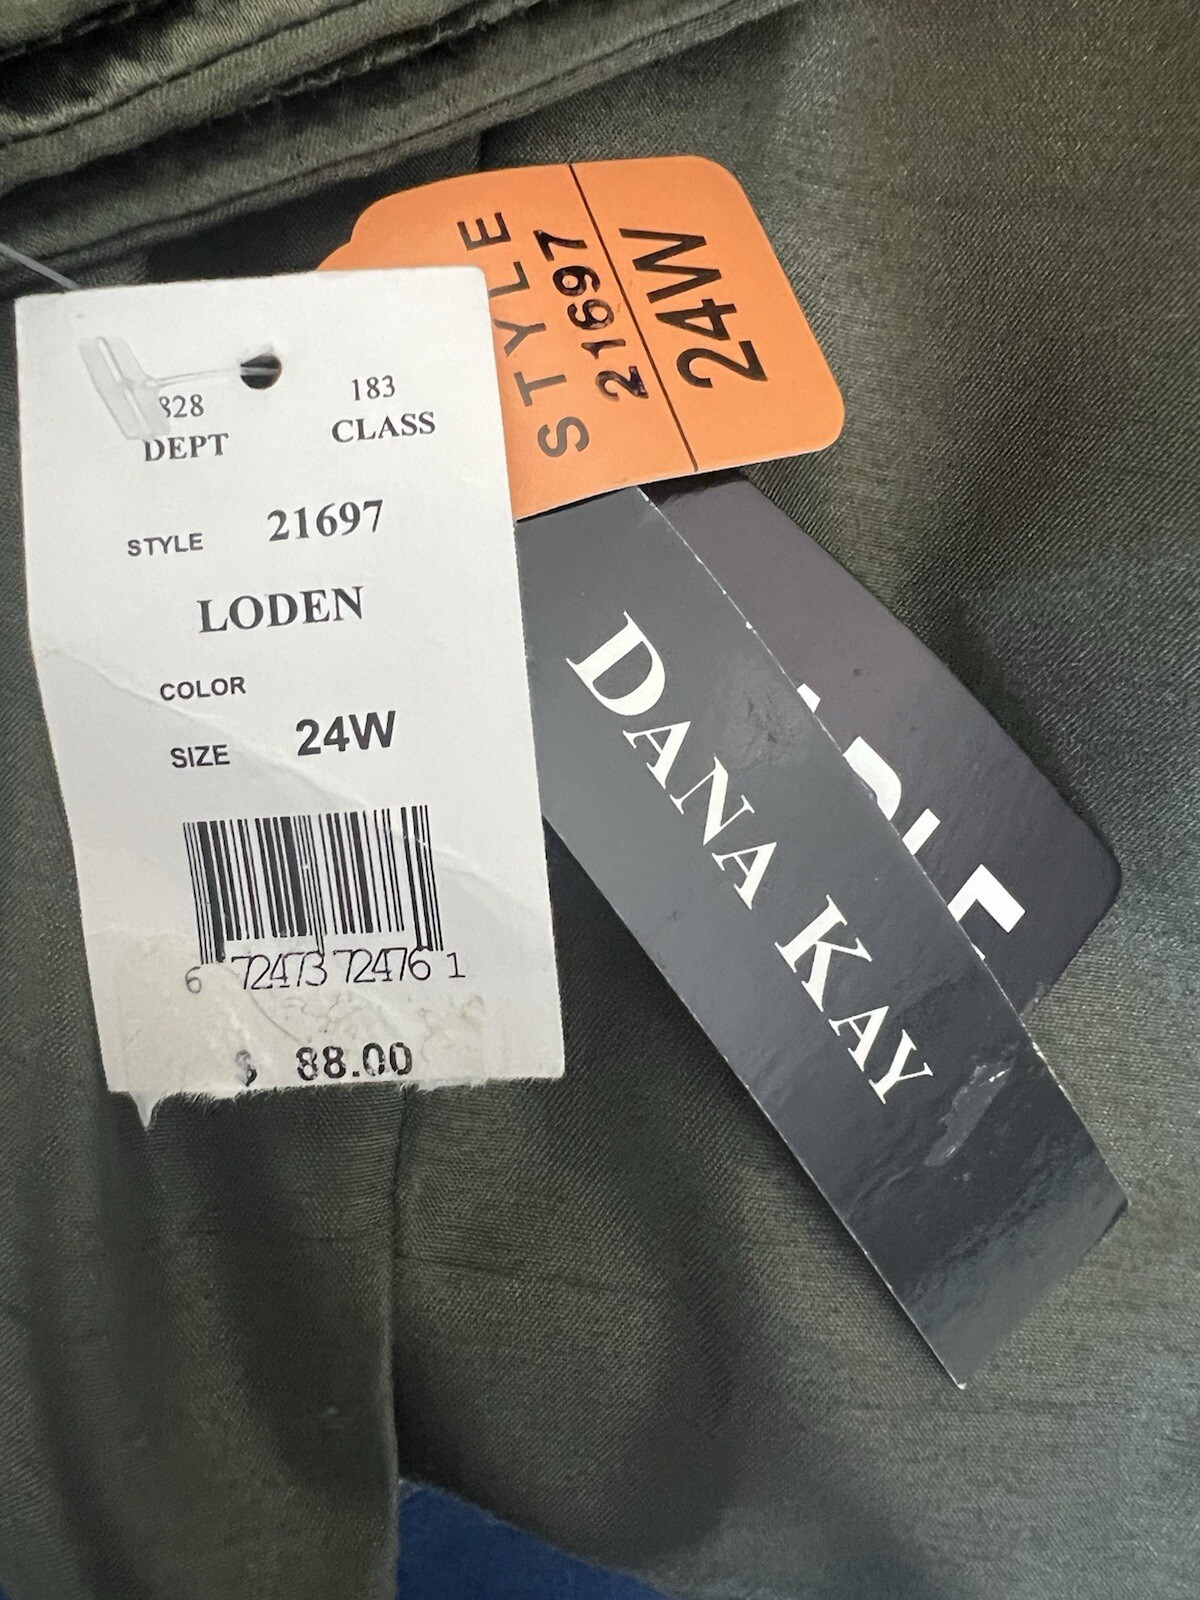 828
183
DEPT
CLASS
STYLE 21697
LODEN
COLOR
SIZE 24W
6 72473 72476 1
$ 88.00
STYLE
21697
24W
DANA KAY